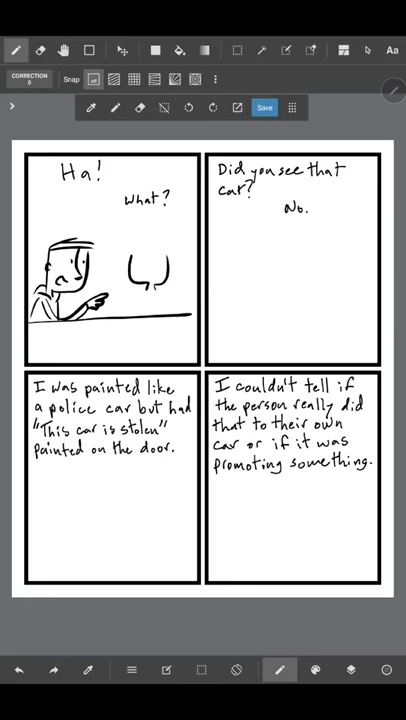 CORRECTION
0
Snap
Save
Ha!
What?
Did you see that
car?
No.
I was painted like
a police car but had
"This car is stolen"
painted on the door.
I couldn't tell if
the person really did
that to their own
car or if it was
promoting something.
Aa